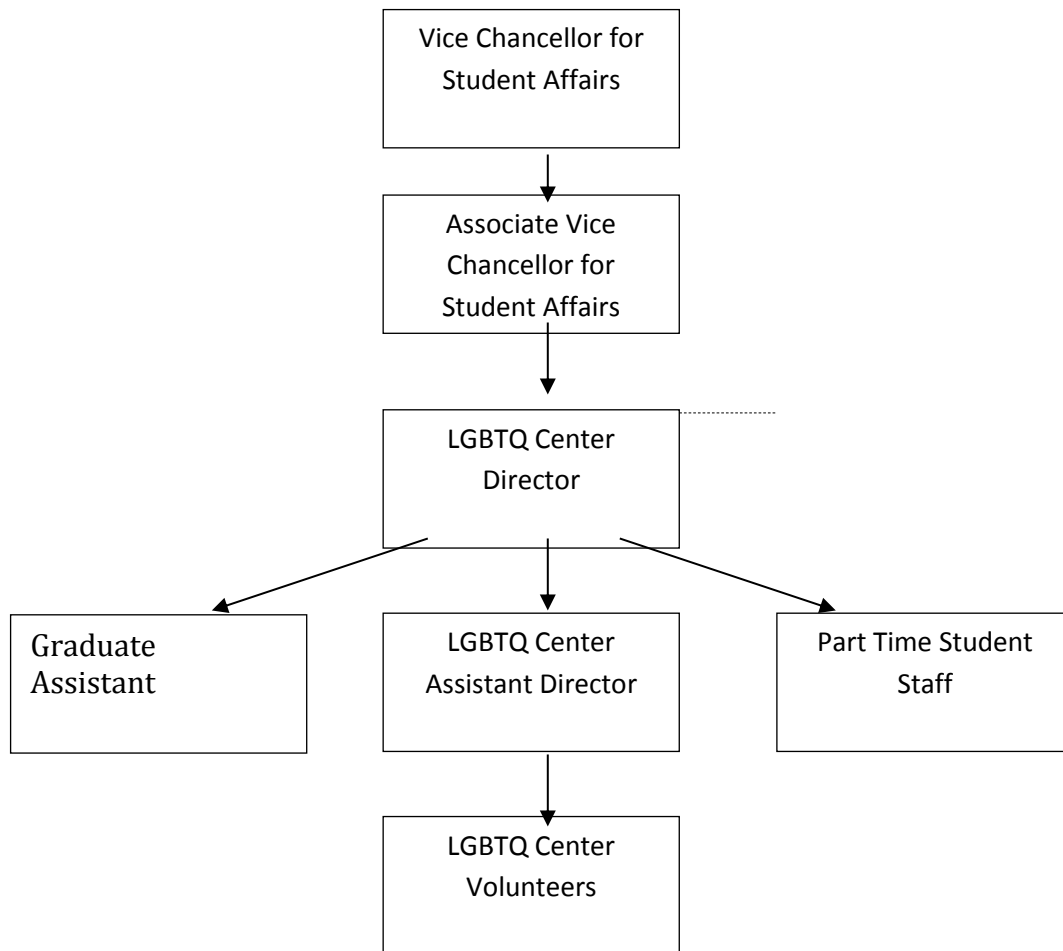 Vice Chancellor for
Student Affairs
Associate Vice
Chancellor for
Student Affairs
LGBTQ Center
Director
Graduate
Assistant
LGBTQ Center
Assistant Director
Part Time Student
Staff
LGBTQ Center
Volunteers